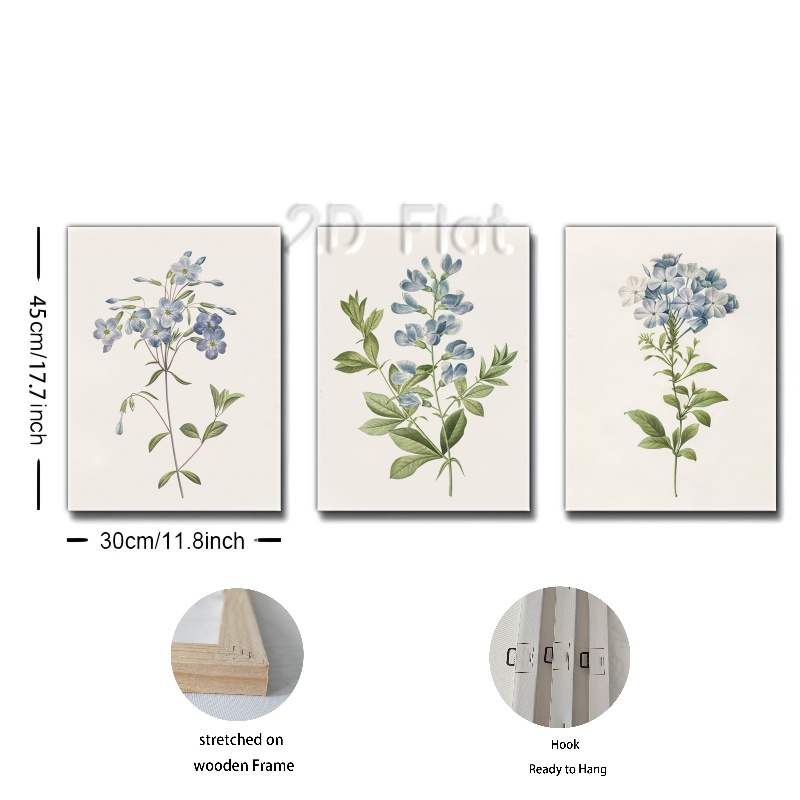 2D Flat
45cm/17.7inch
30cm/11.8inch
stretched on
wooden Frame
Hook
Ready to Hang